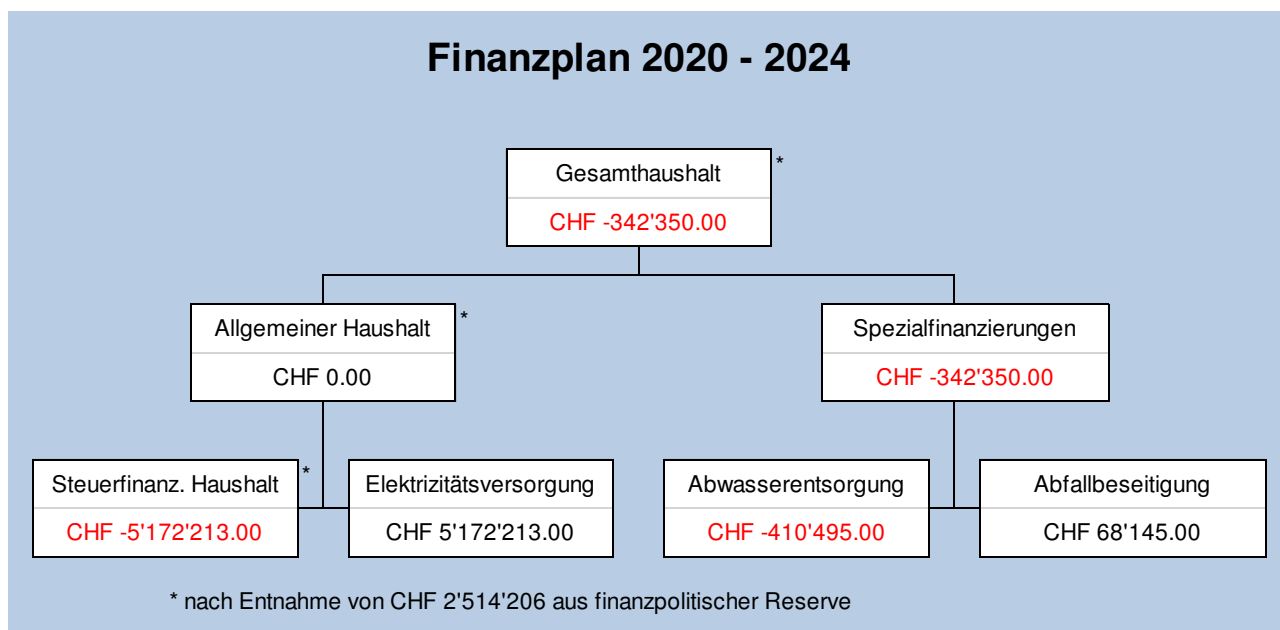 Finanzplan 2020 - 2024
Gesamthaushalt *
CHF -342'350.00
Allgemeiner Haushalt *
CHF 0.00
Spezialfinanzierungen
CHF -342'350.00
Steuerfinanz. Haushalt *
CHF -5'172'213.00
Elektrizitätsversorgung
CHF 5'172'213.00
Abwasserentsorgung
CHF -410'495.00
Abfallbeseitigung
CHF 68'145.00
* nach Entnahme von CHF 2'514'206 aus finanzpolitischer Reserve